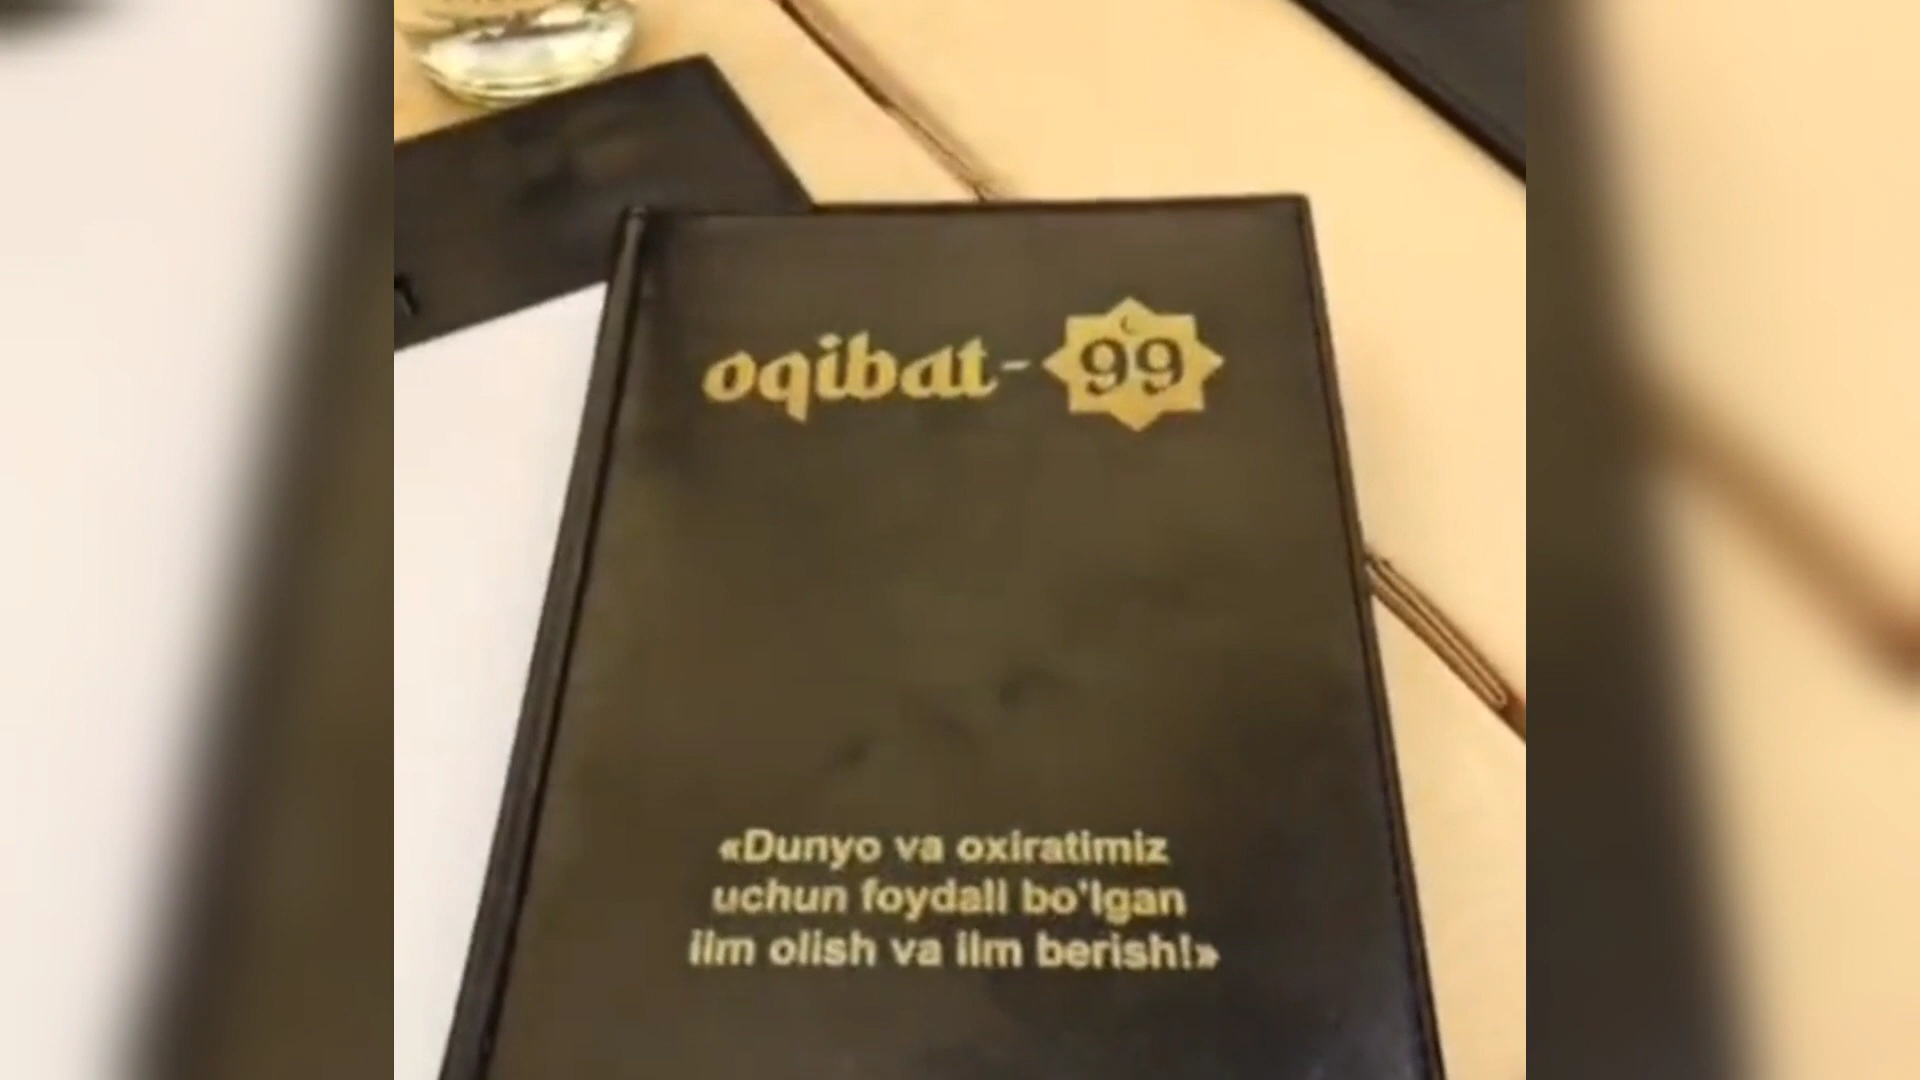 oqibat-99
«Dunyo va oxiratimiz
uchun foydali bo'lgan
ilm olish va ilm berish!»